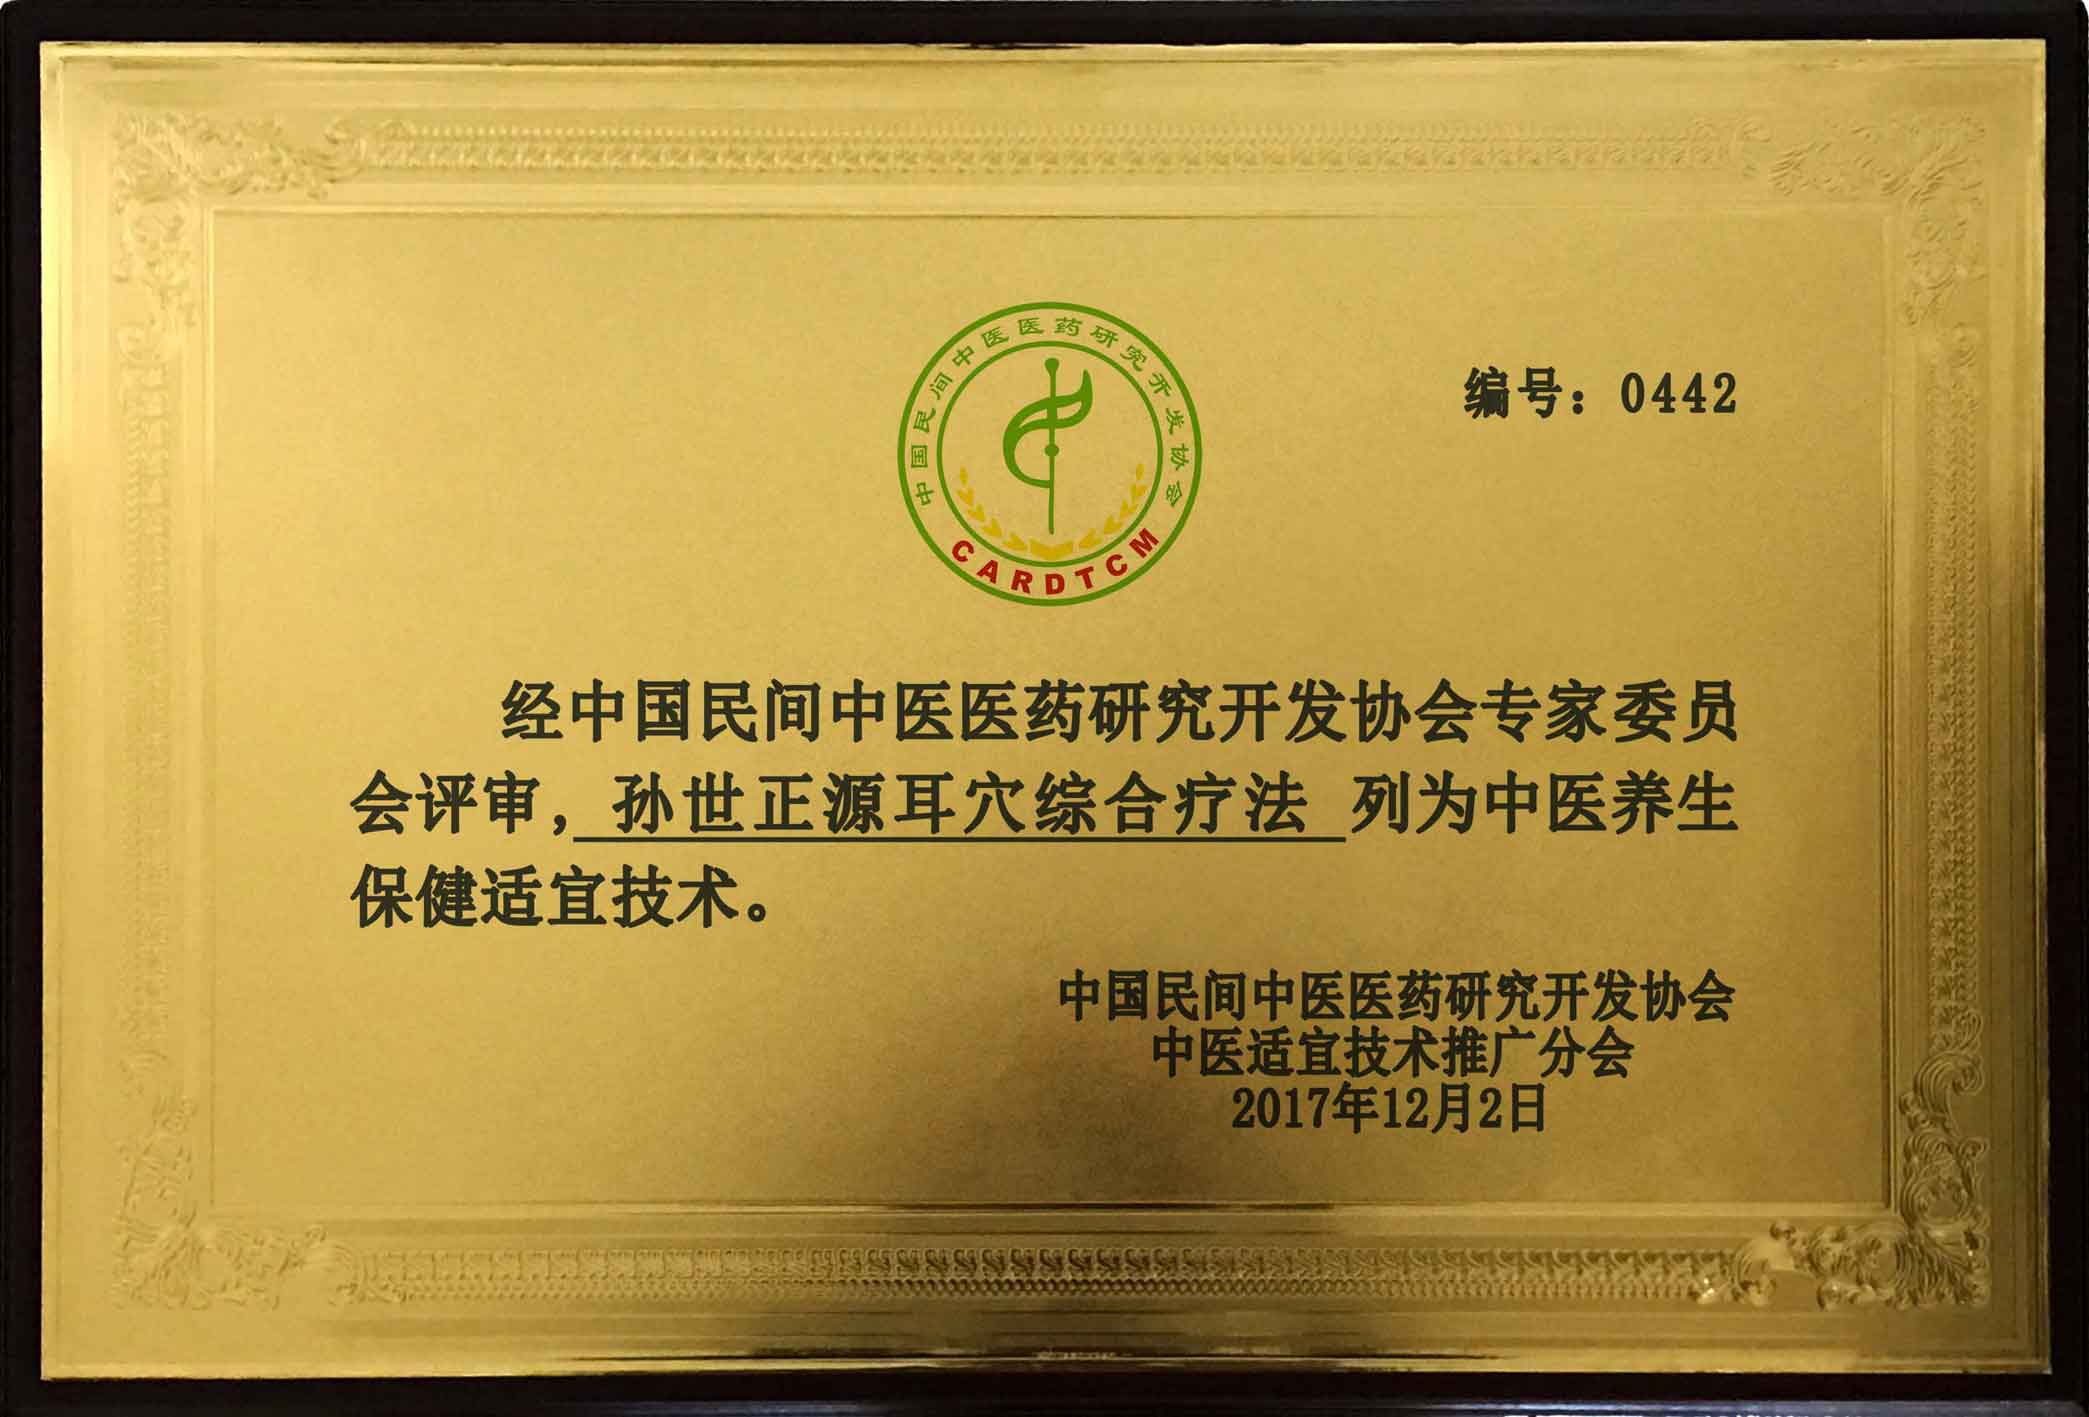 中国民间中医医药研究开发协会
CARDTCM
编号：0442
经中国民间中医医药研究开发协会专家委员
会评审，孙世正源耳穴综合疗法 列为中医养生
保健适宜技术。
中国民间中医医药研究开发协会
中医适宜技术推广分会
2017年12月2日